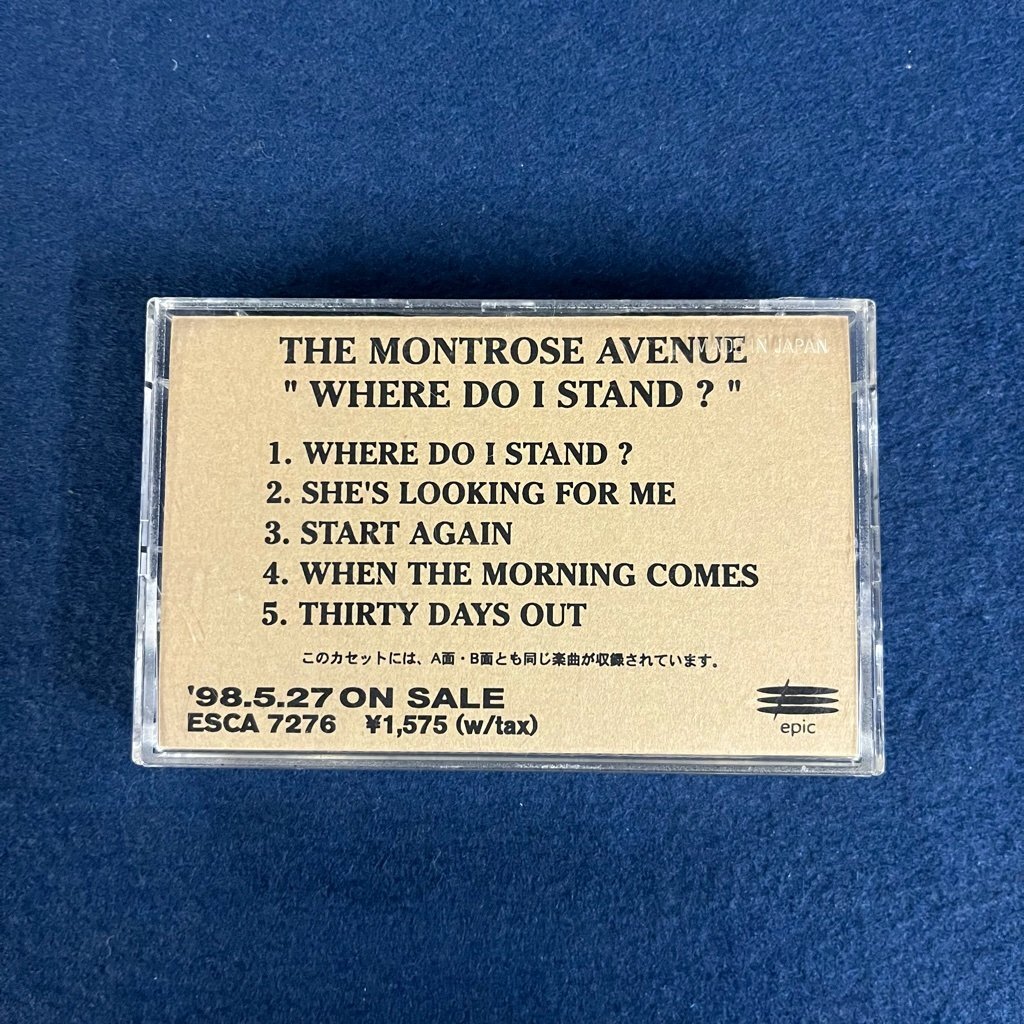 THE MONTROSE AVENUE
MADE IN JAPAN
" WHERE DO I STAND ? "
1. WHERE DO I STAND ?
2. SHE'S LOOKING FOR ME
3. START AGAIN
4. WHEN THE MORNING COMES
5. THIRTY DAYS OUT
このカセットには、A面・B面とも同じ楽曲が収録されています。
'98.5.27 ON SALE
ESCA 7276 ¥1,575 (w/tax)
epic